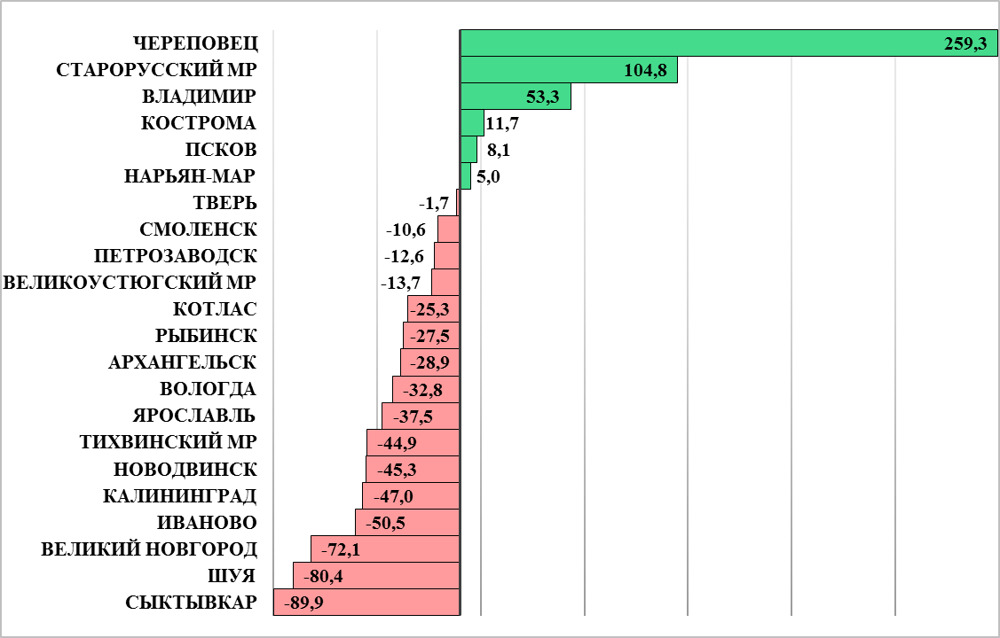 ЧЕРЕПОВЕЦ 259,3
СТАРОРУССКИЙ МР 104,8
ВЛАДИМИР 53,3
КОСТРОМА 11,7
ПСКОВ 8,1
НАРЬЯН-МАР 5,0
ТВЕРЬ -1,7
СМОЛЕНСК -10,6
ПЕТРОЗАВОДСК -12,6
ВЕЛИКОУСТЮГСКИЙ МР -13,7
КОТЛАС -25,3
РЫБИНСК -27,5
АРХАНГЕЛЬСК -28,9
ВОЛОГДА -32,8
ЯРОСЛАВЛЬ -37,5
ТИХВИНСКИЙ МР -44,9
НОВОДВИНСК -45,3
КАЛИНИНГРАД -47,0
ИВАНОВО -50,5
ВЕЛИКИЙ НОВГОРОД -72,1
ШУЯ -80,4
СЫКТЫВКАР -89,9